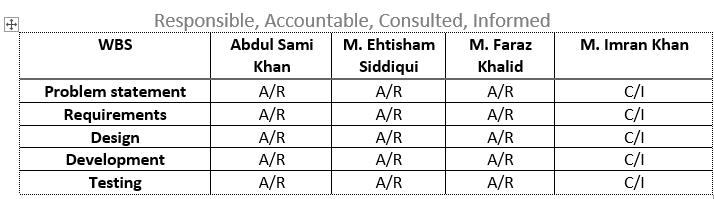 Responsible, Accountable, Consulted, Informed
WBS Abdul Sami Khan M. Ehtisham Siddiqui M. Faraz Khalid M. Imran Khan
Problem statement A/R A/R A/R C/I
Requirements A/R A/R A/R C/I
Design A/R A/R A/R C/I
Development A/R A/R A/R C/I
Testing A/R A/R A/R C/I